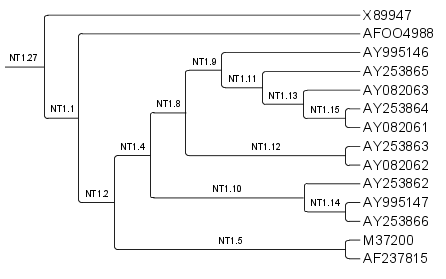 X89947
AFOO4988
AY995146
AY253865
AY082063
AY253864
AY082061
AY253863
AY082062
AY253862
AY995147
AY253866
M37200
AF237815
NT1.27
NT1.1
NT1.2
NT1.4
NT1.8
NT1.9
NT1.11
NT1.13
NT1.15
NT1.12
NT1.10
NT1.14
NT1.5